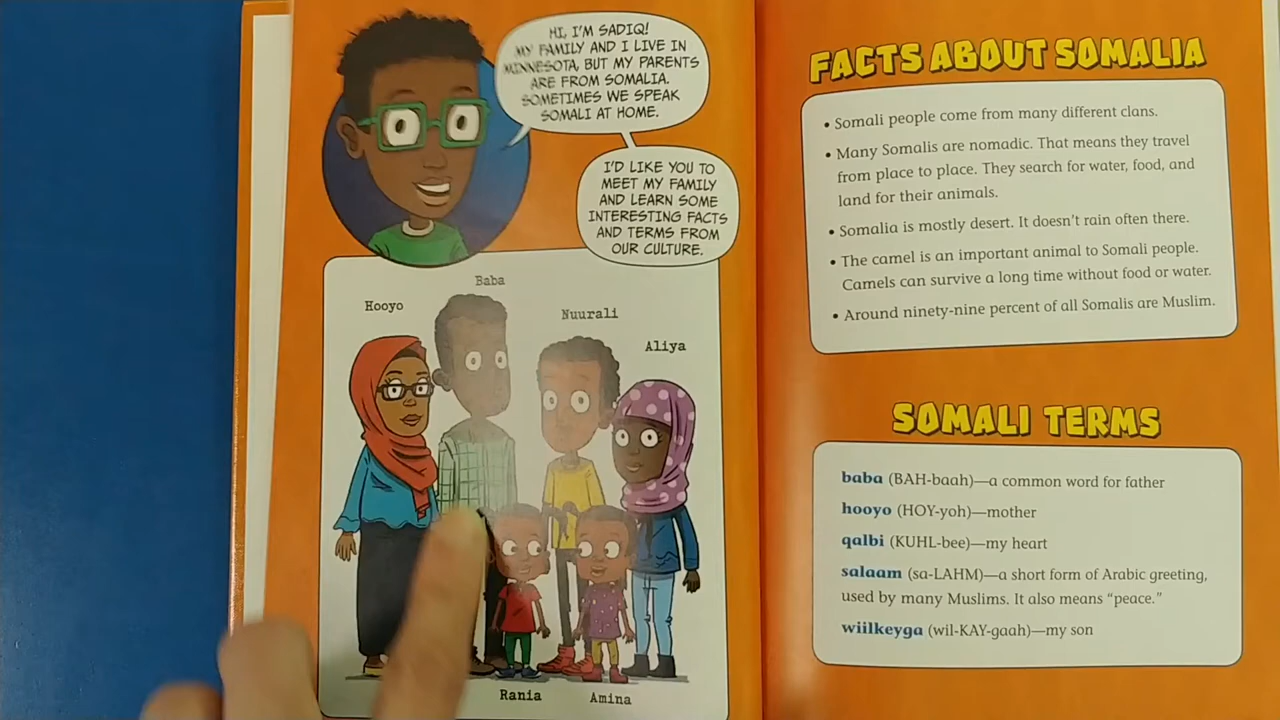 HI, I'M SADIQ!
MY FAMILY AND I LIVE IN
MINNESOTA, BUT MY PARENTS
ARE FROM SOMALIA.
SOMETIMES WE SPEAK
SOMALI AT HOME.
I'D LIKE YOU TO
MEET MY FAMILY
AND LEARN SOME
INTERESTING FACTS
AND TERMS FROM
OUR CULTURE.
Baba
Hooyo
Nuurali
Aliya
Rania
Amina
FACTS ABOUT SOMALIA
• Somali people come from many different clans.
• Many Somalis are nomadic. That means they travel
from place to place. They search for water, food, and
land for their animals.
• Somalia is mostly desert. It doesn't rain often there.
• The camel is an important animal to Somali people.
Camels can survive a long time without food or water.
• Around ninety-nine percent of all Somalis are Muslim.
SOMALI TERMS
baba (BAH-baah)—a common word for father
hooyo (HOY-yoh)—mother
qalbi (KUHL-bee)—my heart
salaam (sa-LAHM)—a short form of Arabic greeting,
used by many Muslims. It also means "peace."
wiilkeyga (wil-KAY-gaah)—my son